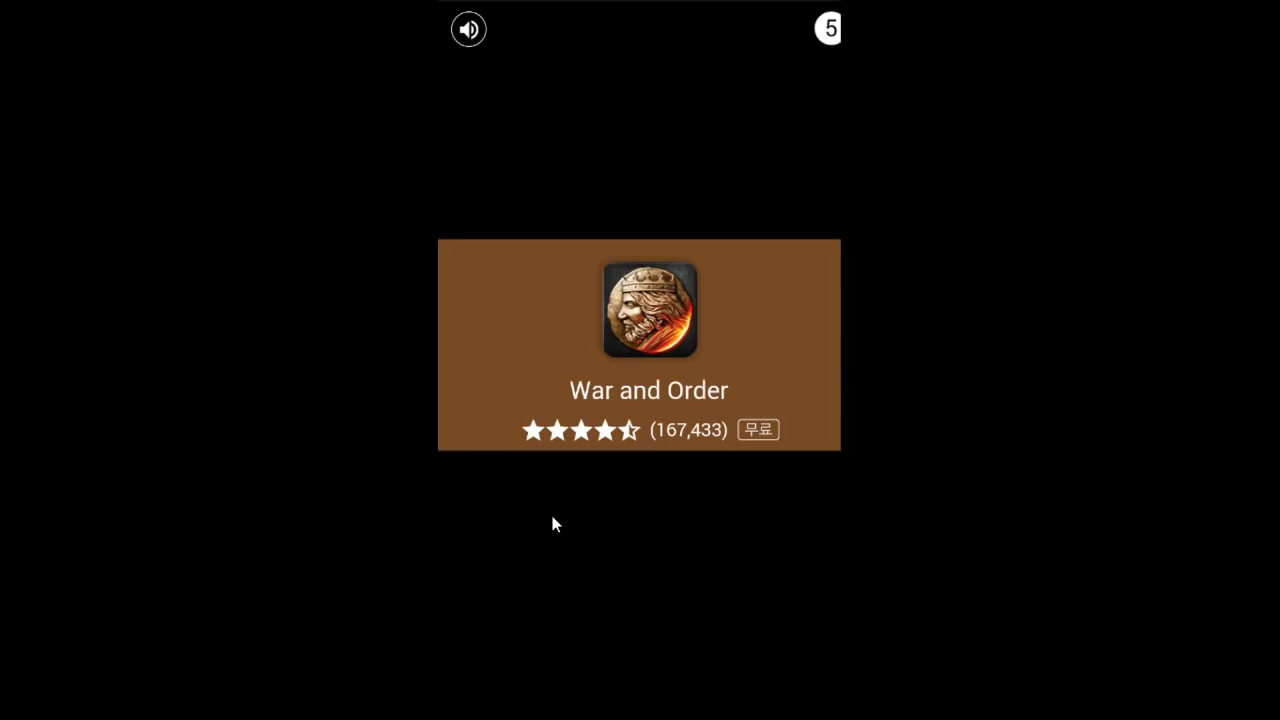 5
War and Order
(167,433) 무료